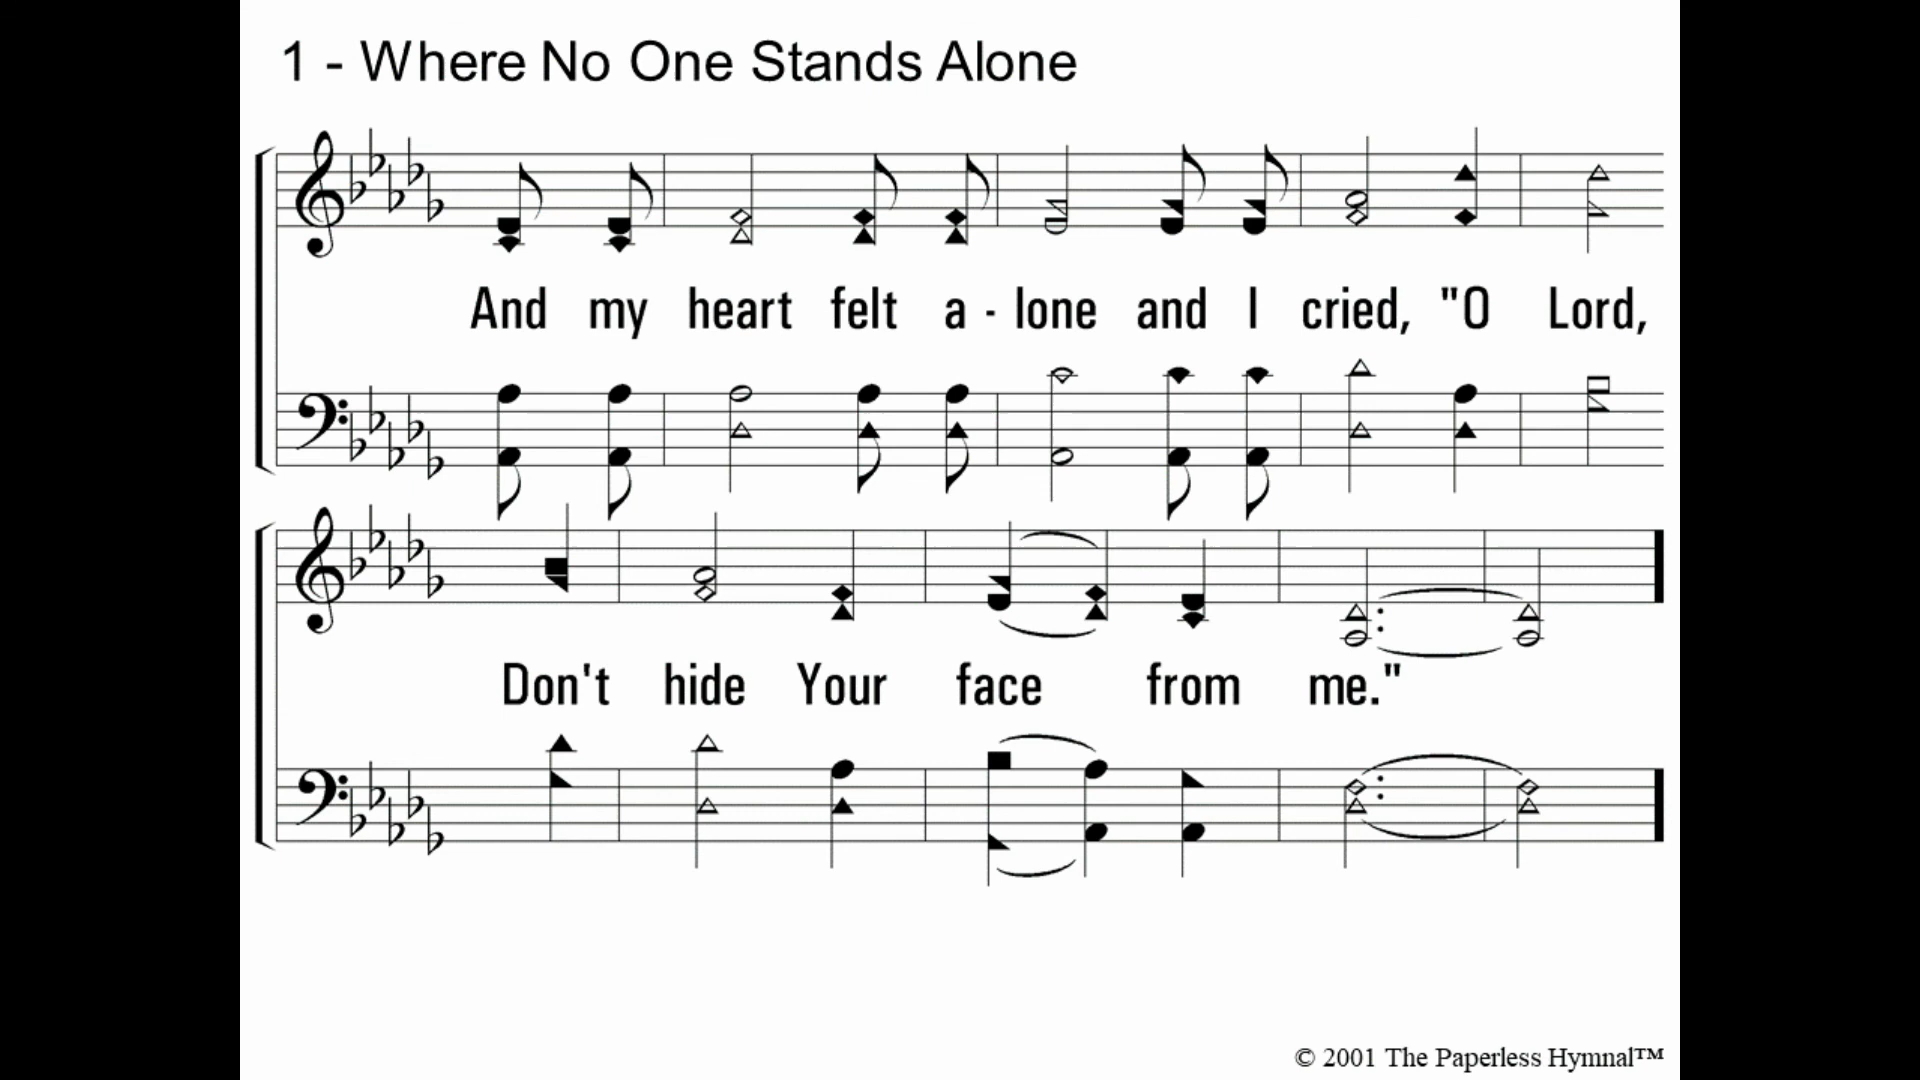 1 - Where No One Stands Alone
And my heart felt a - lone and I cried, "O Lord,
Don't hide Your face from me."
© 2001 The Paperless Hymnal™